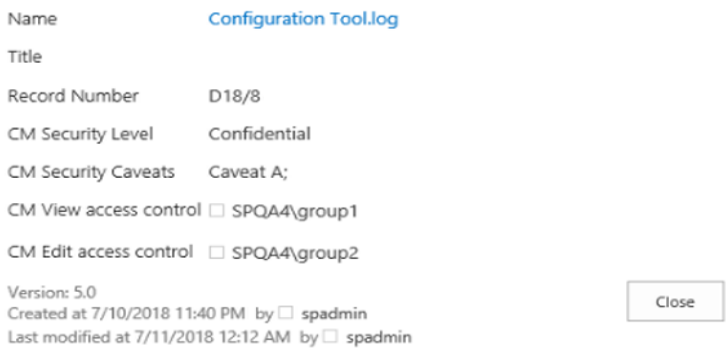 Name Configuration Tool.log
Title
Record Number D18/8
CM Security Level Confidential
CM Security Caveats Caveat A;
CM View access control SPQA4\group1
CM Edit access control SPQA4\group2
Version: 5.0
Created at 7/10/2018 11:40 PM by spadmin
Close
Last modified at 7/11/2018 12:12 AM by spadmin